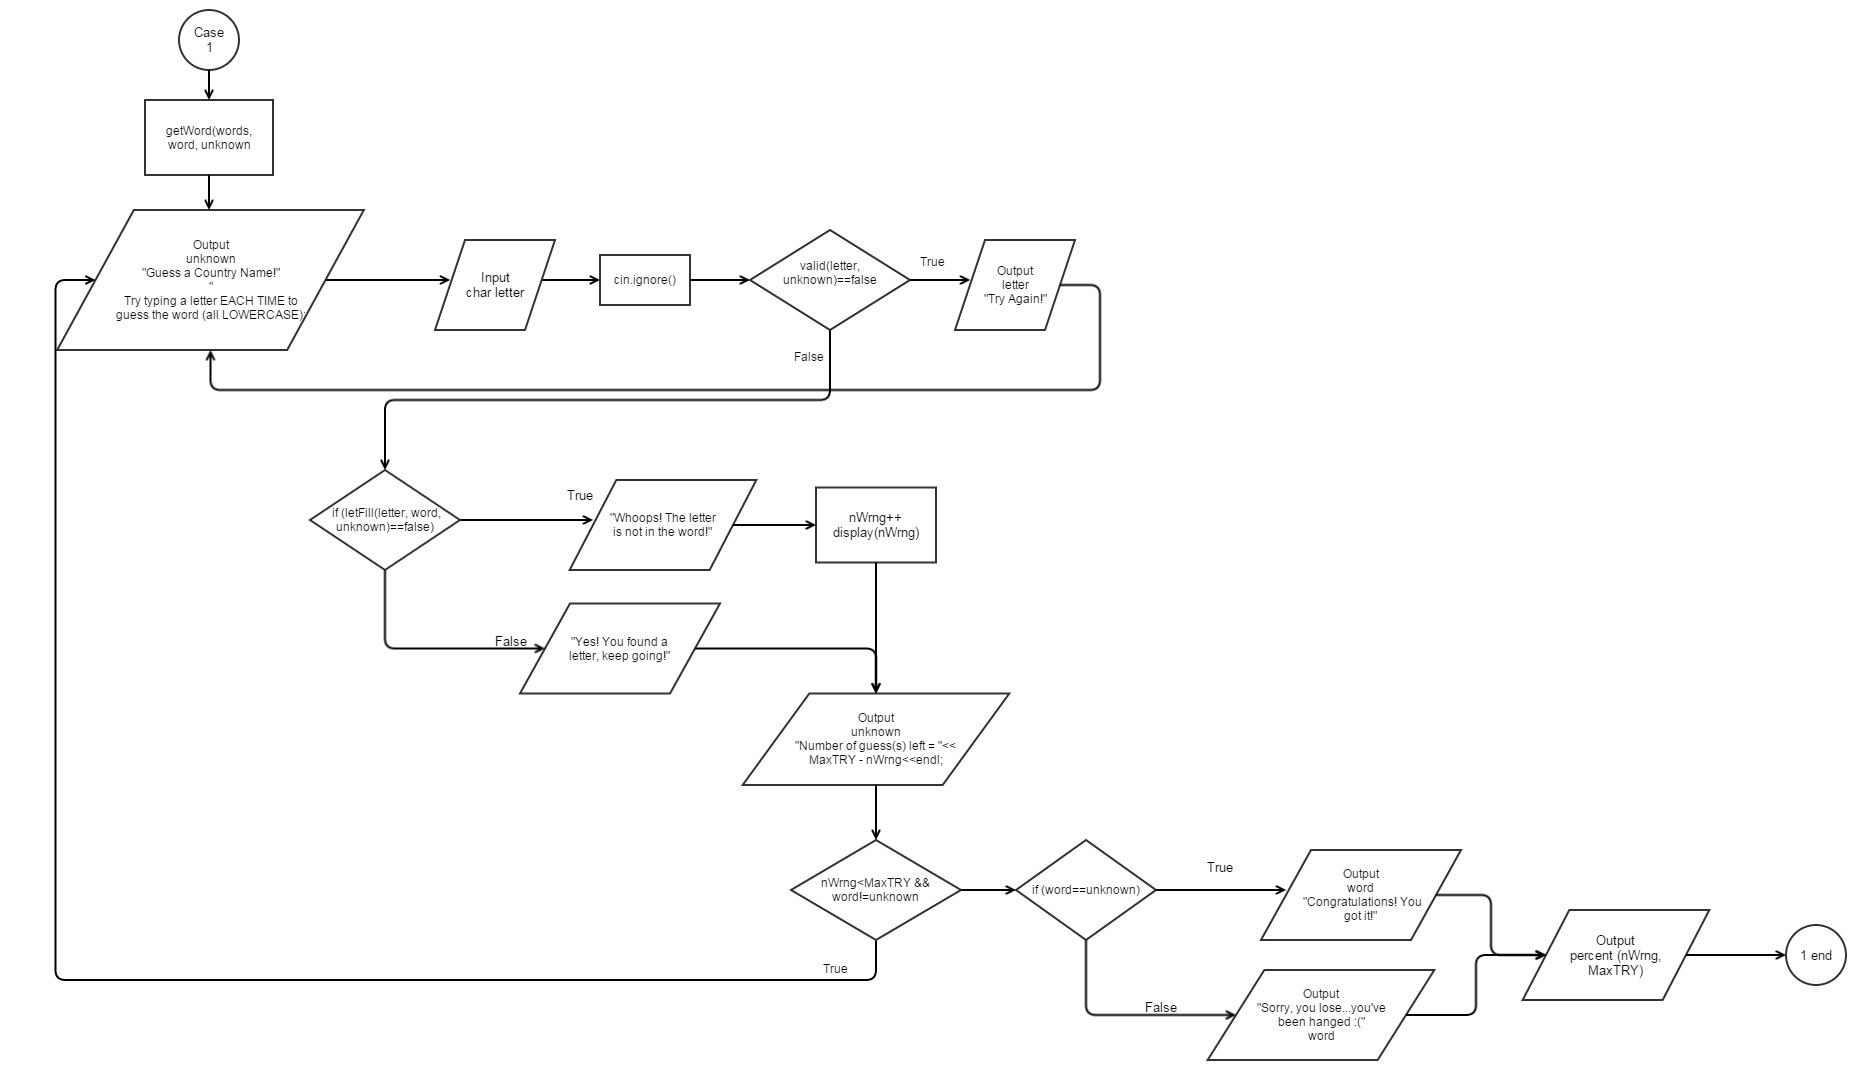 Case
1
getWord(words,
word, unknown
Output
unknown
"Guess a Country Name!"
"
Try typing a letter EACH TIME to
guess the word (all LOWERCASE);
Input
char letter
cin.ignore()
valid(letter,
unknown)==false
True
Output
letter
"Try Again!"
False
if (letFill(letter, word,
unknown)==false)
True
"Whoops! The letter
is not in the word!"
nWrng++
display(nWrng)
False
"Yes! You found a
letter, keep going!"
Output
unknown
"Number of guess(s) left = "<<
MaxTRY - nWrng<<endl;
nWrng<MaxTRY &&
word!=unknown
True
if (word==unknown)
True
Output
word
"Congratulations! You
got it!"
False
Output
"Sorry, you lose...you've
been hanged :("
word
Output
percent (nWrng,
MaxTRY)
1 end